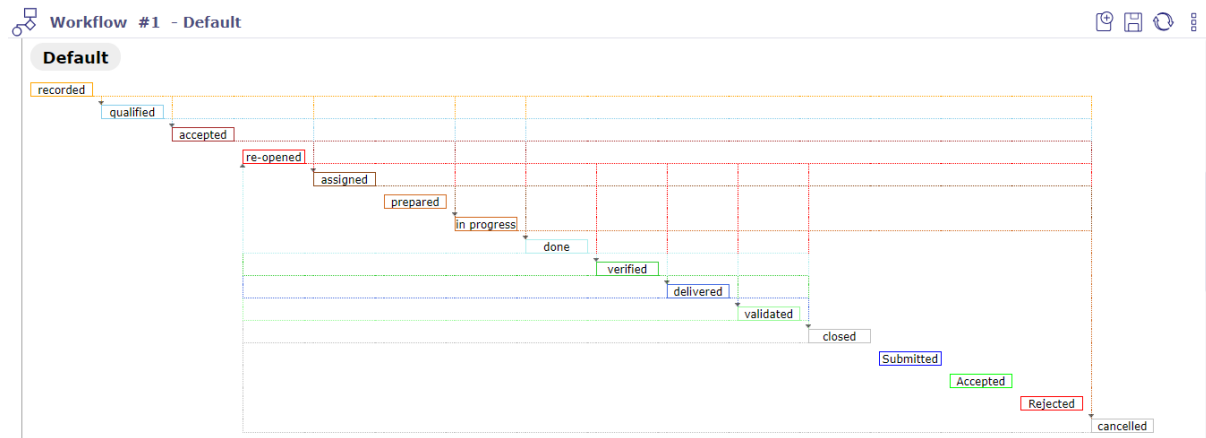 Workflow #1 - Default
Default
recorded
qualified
accepted
re-opened
assigned
prepared
in progress
done
verified
delivered
validated
closed
Submitted
Accepted
Rejected
cancelled